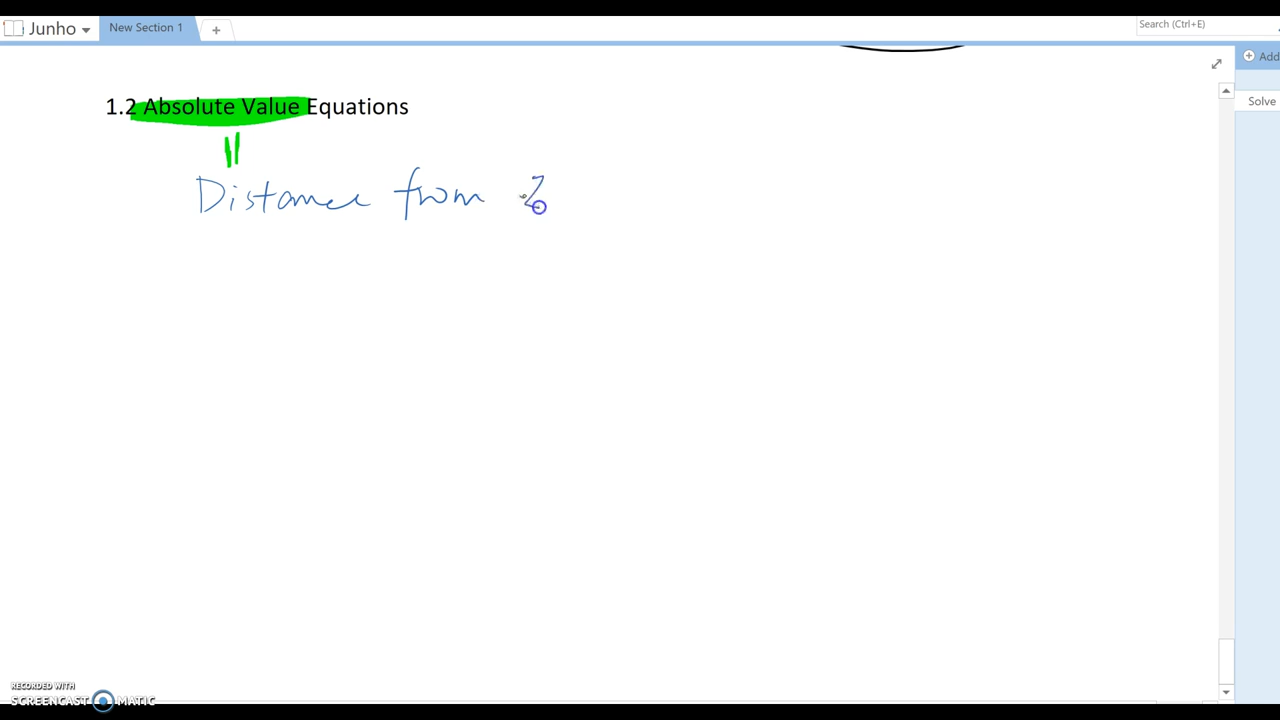 Junho
New Section 1
Search (Ctrl+E)
Add
Solve
1.2 Absolute Value Equations
Distance from
RECORDED WITH
SCREENCAST MATIC